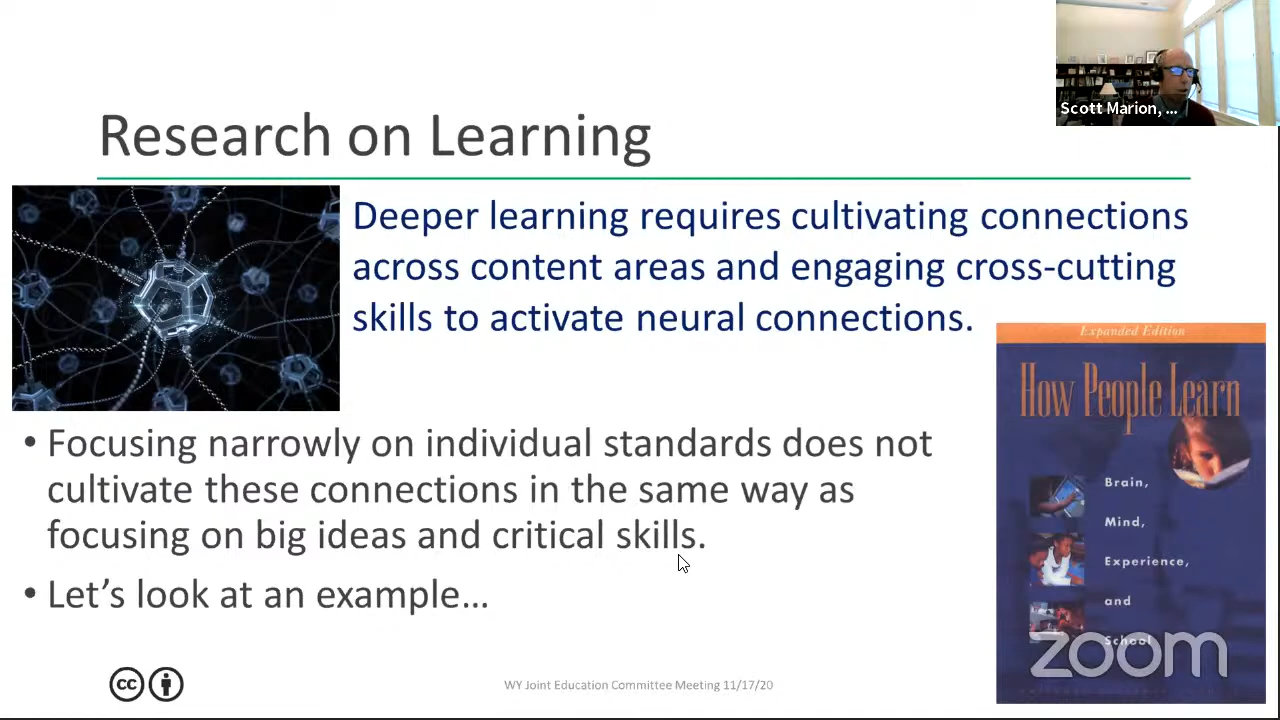 Scott Marion, ...
Research on Learning
Deeper learning requires cultivating connections
across content areas and engaging cross-cutting
skills to activate neural connections.
Expanded Edition
How People Learn
Brain,
Mind,
Experience,
and
School
• Focusing narrowly on individual standards does not
cultivate these connections in the same way as
focusing on big ideas and critical skills.
• Let’s look at an example…
zoom
cc
WY Joint Education Committee Meeting 11/17/20